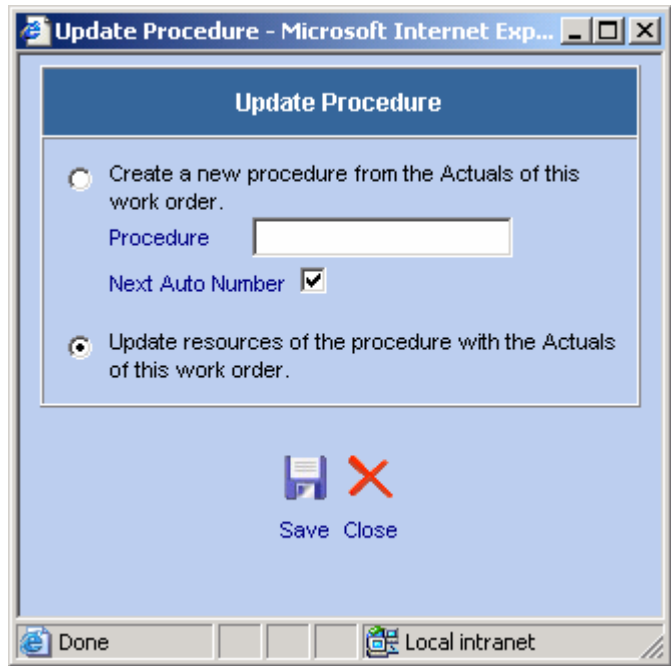 Update Procedure - Microsoft Internet Exp...
Update Procedure
Create a new procedure from the Actuals of this
work order.
Procedure
Next Auto Number
Update resources of the procedure with the Actuals
of this work order.
Save Close
Done Local intranet